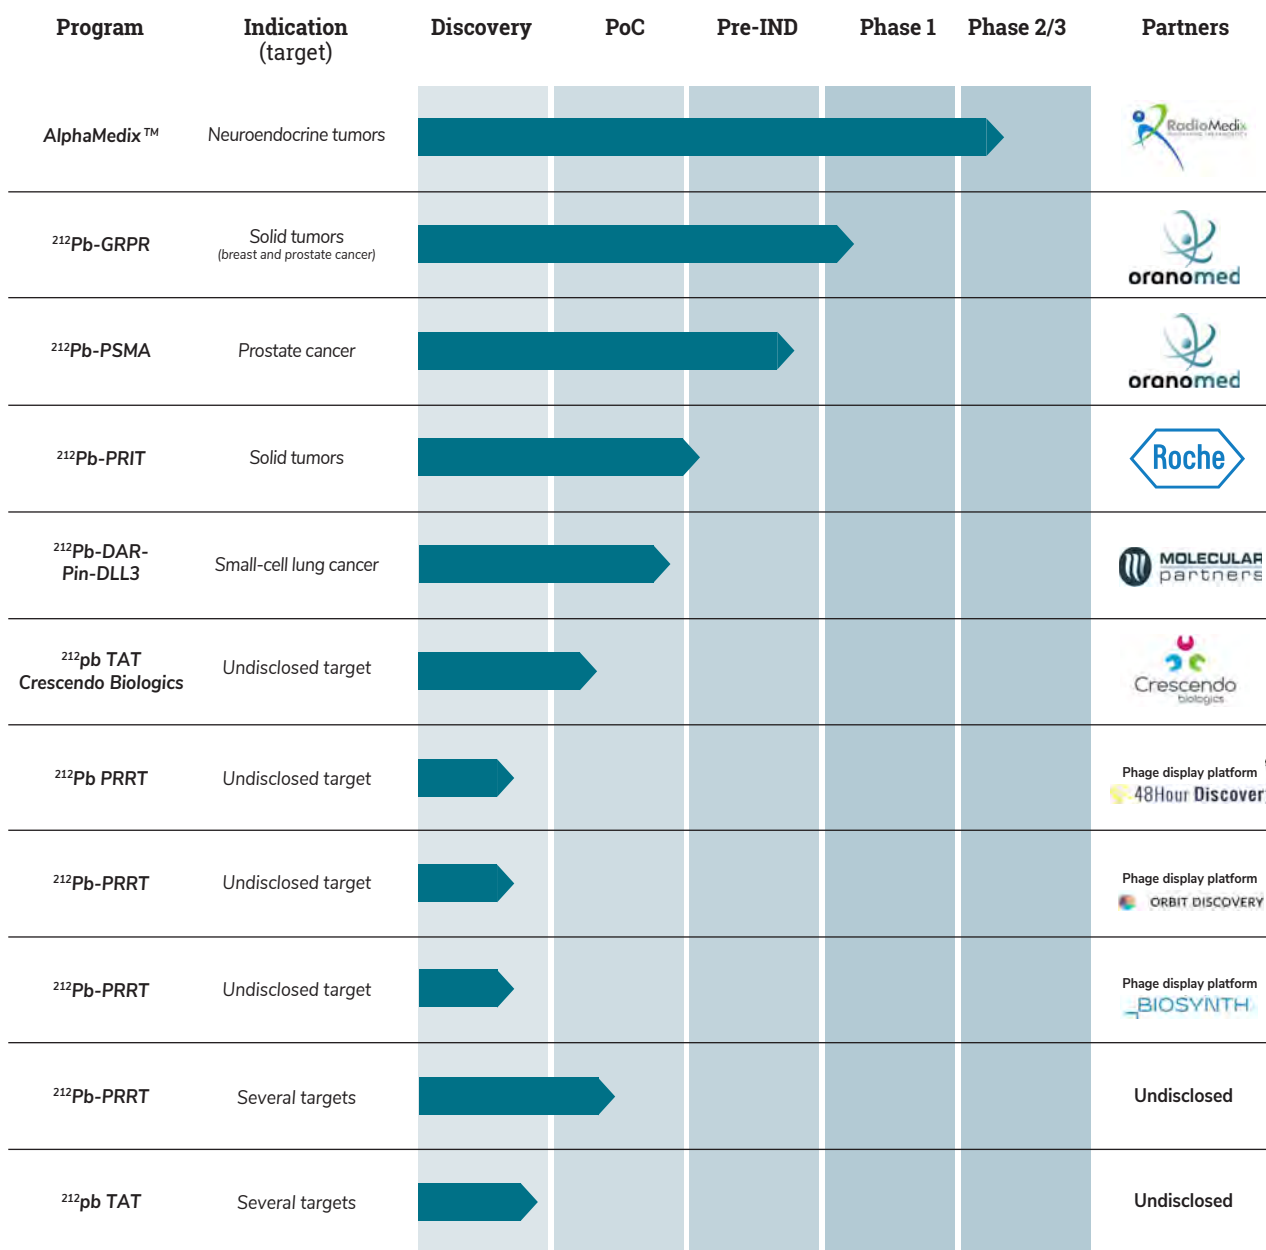 Program Indication Discovery PoC Pre-IND Phase 1 Phase 2/3 Partners
(target)
AlphaMedix™ Neuroendocrine tumors RadioMedix
²¹²Pb-GRPR Solid tumors
(breast and prostate cancer)
oranomed
²¹²Pb-PSMA Prostate cancer
oranomed
²¹²Pb-PRIT Solid tumors Roche
²¹²Pb-DAR-
Pin-DLL3
Small-cell lung cancer
MOLECULAR
partners
²¹²pb TAT
Crescendo Biologics
Undisclosed target
Crescendo
biologics
²¹²Pb PRRT Undisclosed target
Phage display platform
48Hour Discover
²¹²Pb-PRRT Undisclosed target
Phage display platform
ORBIT DISCOVERY
²¹²Pb-PRRT Undisclosed target
Phage display platform
BIOSYNTH
²¹²Pb-PRRT Several targets Undisclosed
²¹²pb TAT Several targets Undisclosed